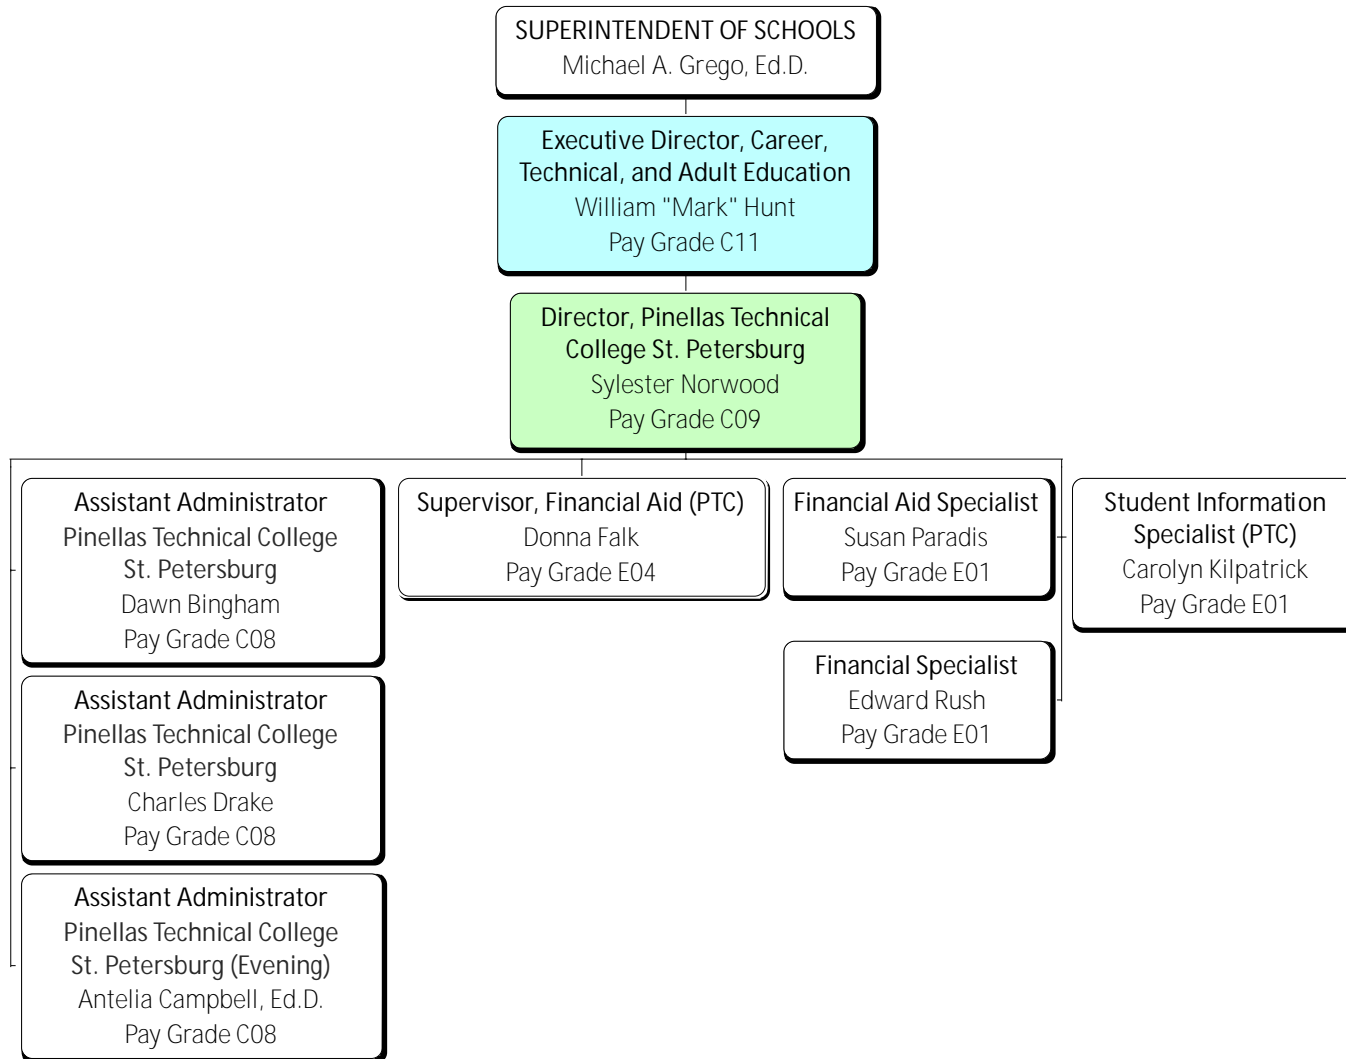 SUPERINTENDENT OF SCHOOLS
Michael A. Grego, Ed.D.
Executive Director, Career,
Technical, and Adult Education
William "Mark" Hunt
Pay Grade C11
Director, Pinellas Technical
College St. Petersburg
Sylester Norwood
Pay Grade C09
Assistant Administrator
Pinellas Technical College
St. Petersburg
Dawn Bingham
Pay Grade C08
Supervisor, Financial Aid (PTC)
Donna Falk
Pay Grade E04
Financial Aid Specialist
Susan Paradis
Pay Grade E01
Student Information
Specialist (PTC)
Carolyn Kilpatrick
Pay Grade E01
Financial Specialist
Edward Rush
Pay Grade E01
Assistant Administrator
Pinellas Technical College
St. Petersburg
Charles Drake
Pay Grade C08
Assistant Administrator
Pinellas Technical College
St. Petersburg (Evening)
Antelia Campbell, Ed.D.
Pay Grade C08